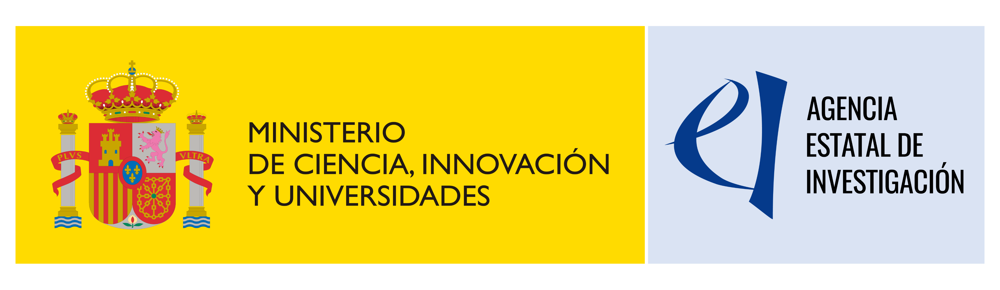 PLVS VLTRA
MINISTERIO
DE CIENCIA, INNOVACIÓN
Y UNIVERSIDADES
AGENCIA
ESTATAL DE
INVESTIGACIÓN